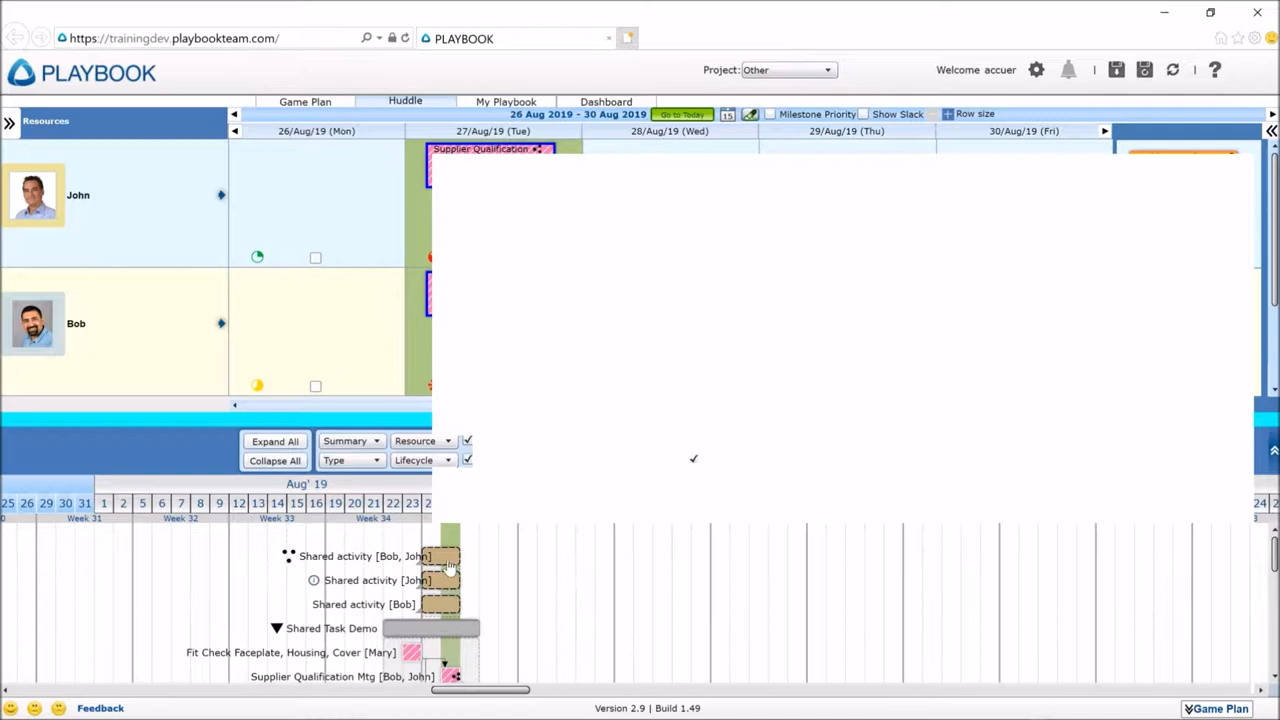 https://trainingdev.playbookteam.com/
PLAYBOOK
PLAYBOOK
Project: Other
Welcome accuer
Game Plan
Huddle
My Playbook
Dashboard
Resources
26 Aug 2019 - 30 Aug 2019
Go to Today
15
Milestone Priority
Show Slack
Row size
26/Aug/19 (Mon)
27/Aug/19 (Tue)
28/Aug/19 (Wed)
29/Aug/19 (Thu)
30/Aug/19 (Fri)
Supplier Qualification
John
Bob
Expand All
Summary
Resource
Collapse All
Type
Lifecycle
Aug' 19
25 26 27 28 29 30 31 1 2 5 6 7 8 9 12 13 14 15 16 19 20 21 22 23 24
Week 31 Week 32 Week 33 Week 34
Shared activity [Bob, John]
Shared activity [John]
Shared activity [Bob]
Shared Task Demo
Fit Check Faceplate, Housing, Cover [Mary]
Supplier Qualification Mtg [Bob, John]
Feedback
Version 2.9 | Build 1.49
Game Plan